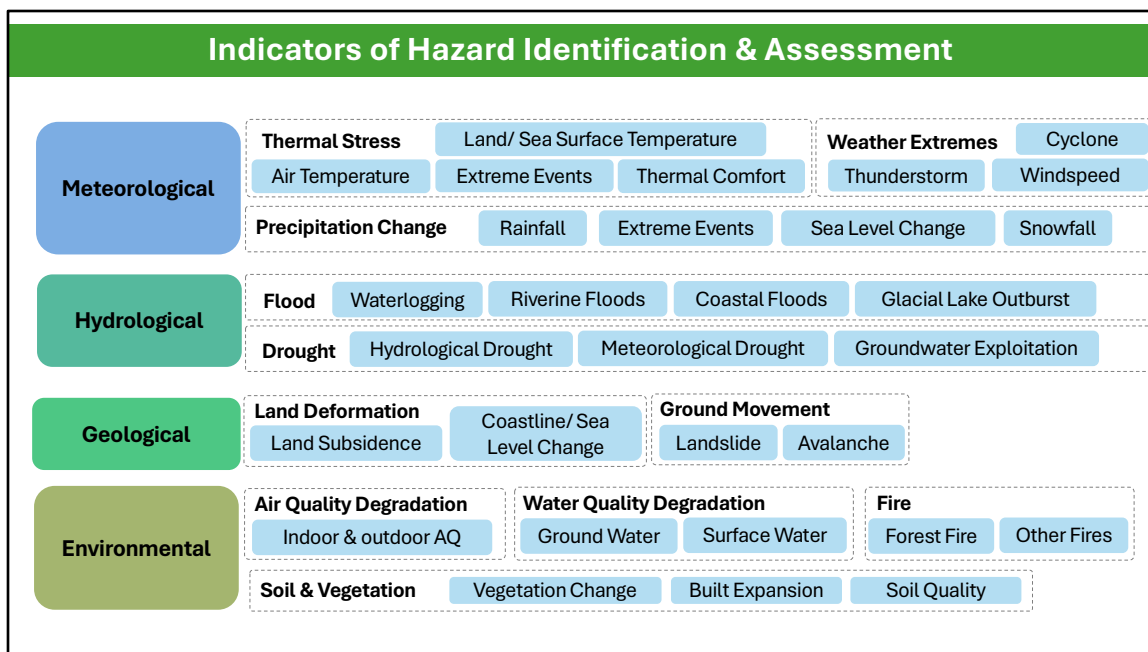 Indicators of Hazard Identification & Assessment
Meteorological
Thermal Stress
Land/ Sea Surface Temperature
Air Temperature
Extreme Events
Thermal Comfort
Weather Extremes
Cyclone
Thunderstorm
Windspeed
Precipitation Change
Rainfall
Extreme Events
Sea Level Change
Snowfall
Hydrological
Flood
Waterlogging
Riverine Floods
Coastal Floods
Glacial Lake Outburst
Drought
Hydrological Drought
Meteorological Drought
Groundwater Exploitation
Geological
Land Deformation
Land Subsidence
Coastline/ Sea
Level Change
Ground Movement
Landslide
Avalanche
Environmental
Air Quality Degradation
Indoor & outdoor AQ
Water Quality Degradation
Ground Water
Surface Water
Fire
Forest Fire
Other Fires
Soil & Vegetation
Vegetation Change
Built Expansion
Soil Quality